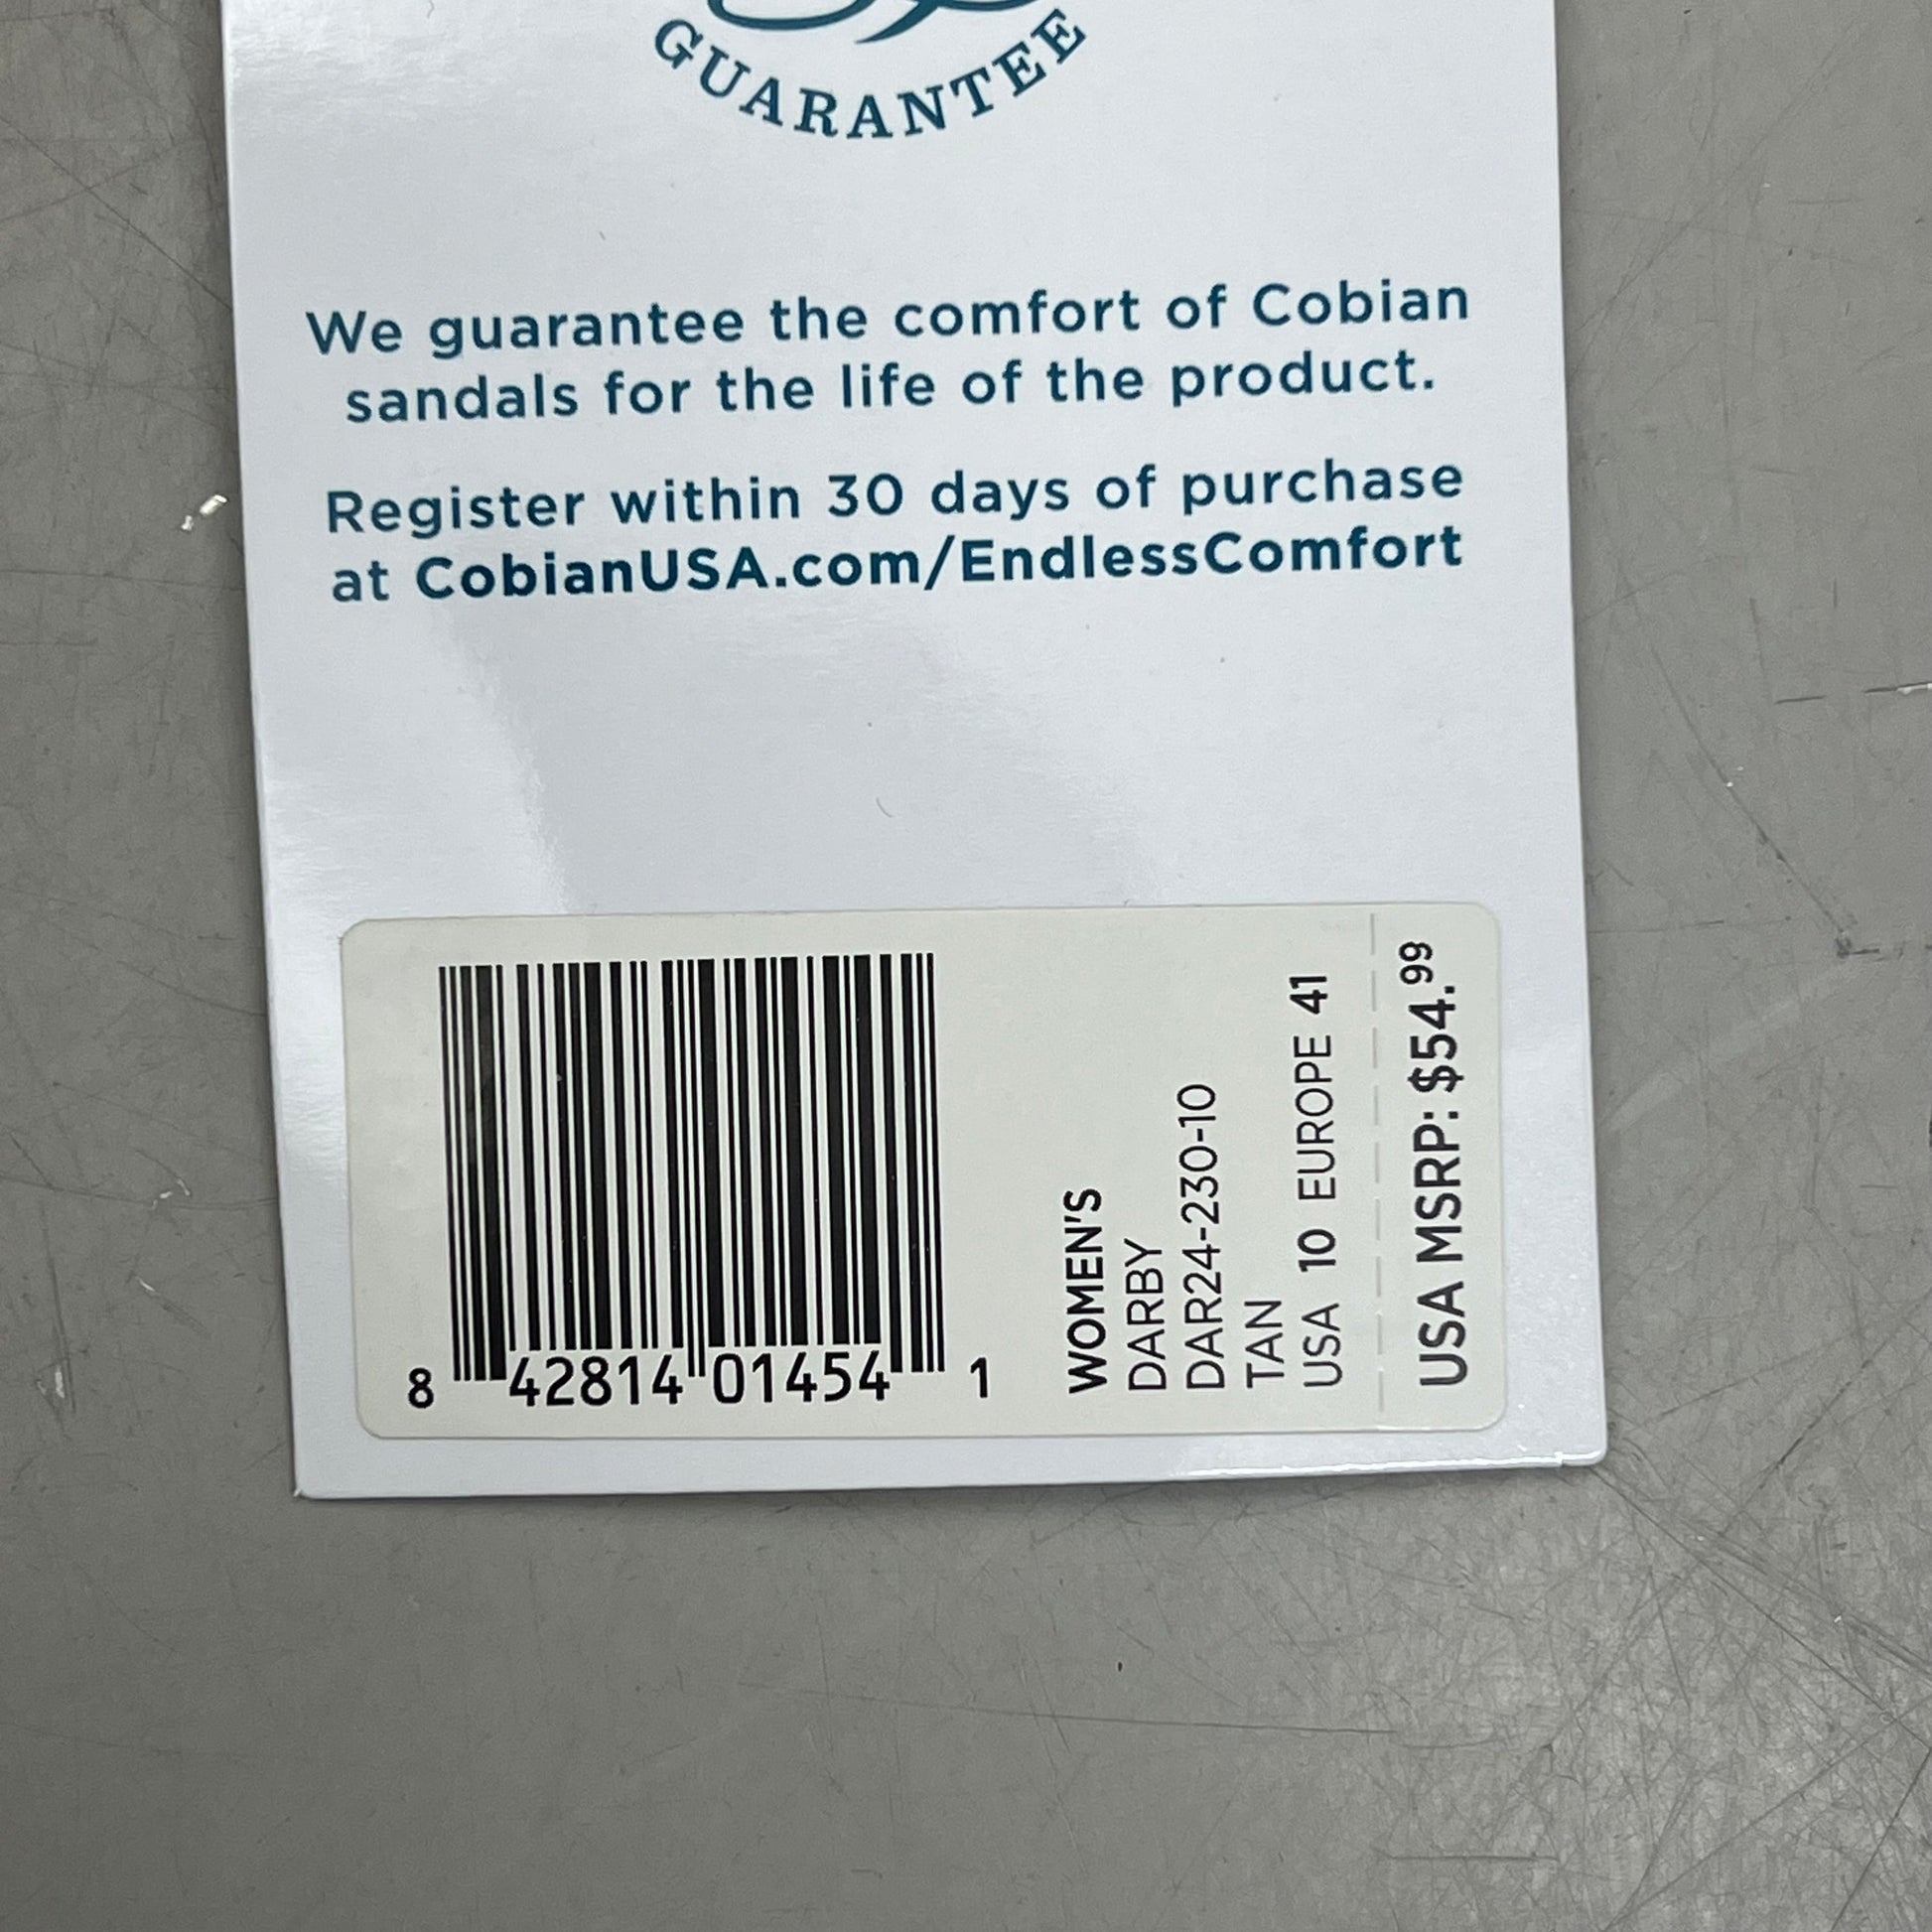 GUARANTEE
We guarantee the comfort of Cobian
sandals for the life of the product.
Register within 30 days of purchase
at CobianUSA.com/EndlessComfort
8 42814 01454 1
WOMEN'S
DARBY
DAR24-230-10
TAN
USA 10 EUROPE 41
USA MSRP: $54.99